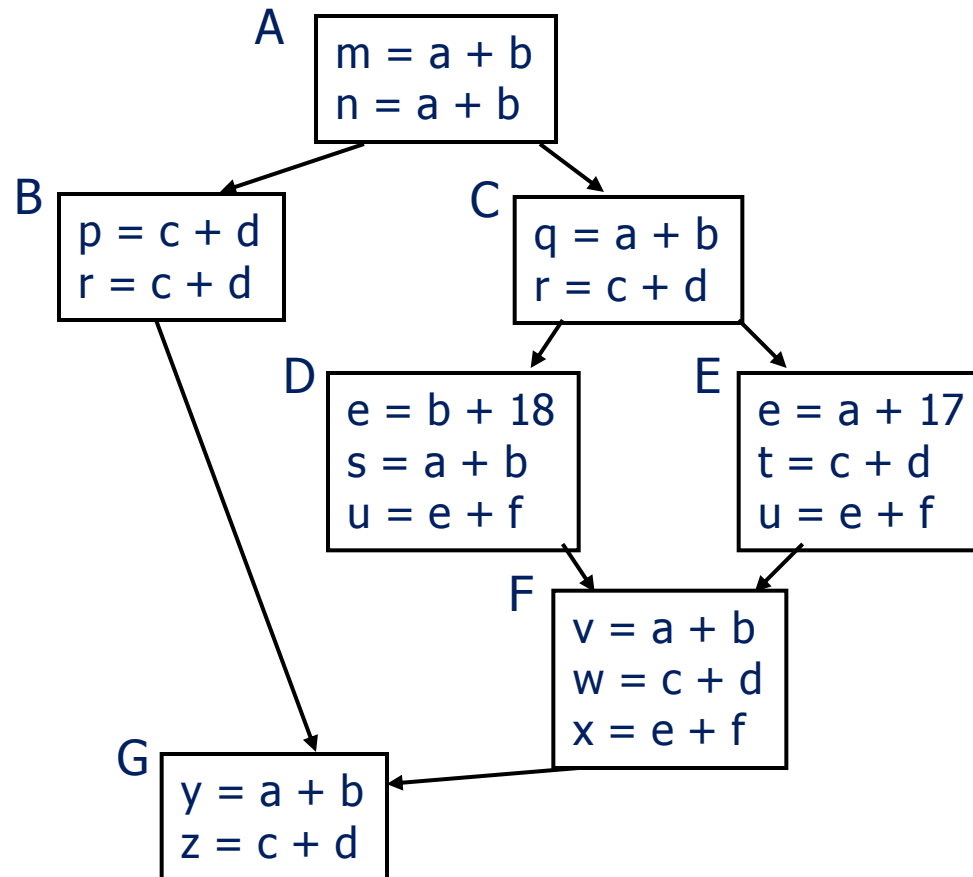 A
m = a + b
n = a + b
B
p = c + d
r = c + d
C
q = a + b
r = c + d
D
e = b + 18
s = a + b
u = e + f
E
e = a + 17
t = c + d
u = e + f
F
v = a + b
w = c + d
x = e + f
G
y = a + b
z = c + d